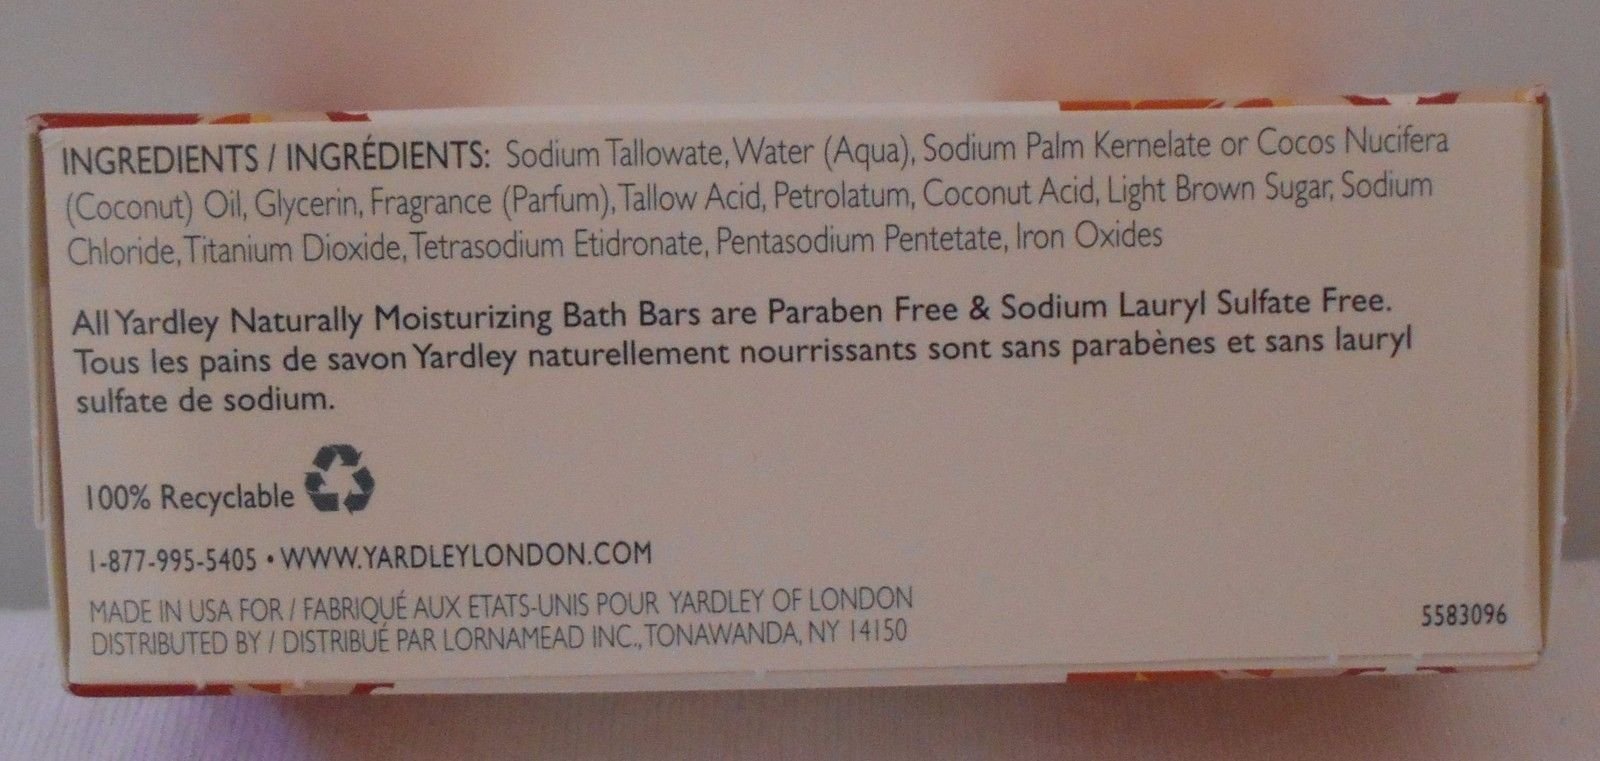 INGREDIENTS / INGRÉDIENTS: Sodium Tallowate, Water (Aqua), Sodium Palm Kernelate or Cocos Nucifera
(Coconut) Oil, Glycerin, Fragrance (Parfum), Tallow Acid, Petrolatum, Coconut Acid, Light Brown Sugar, Sodium
Chloride, Titanium Dioxide, Tetrasodium Etidronate, Pentasodium Pentetate, Iron Oxides
All Yardley Naturally Moisturizing Bath Bars are Paraben Free & Sodium Lauryl Sulfate Free.
Tous les pains de savon Yardley naturellement nourrissants sont sans parabènes et sans lauryl
sulfate de sodium.
100% Recyclable
1-877-995-5405 • WWW.YARDLEYLONDON.COM
MADE IN USA FOR / FABRIQUÉ AUX ETATS-UNIS POUR YARDLEY OF LONDON
DISTRIBUTED BY / DISTRIBUÉ PAR LORNAMEAD INC., TONAWANDA, NY 14150
5583096